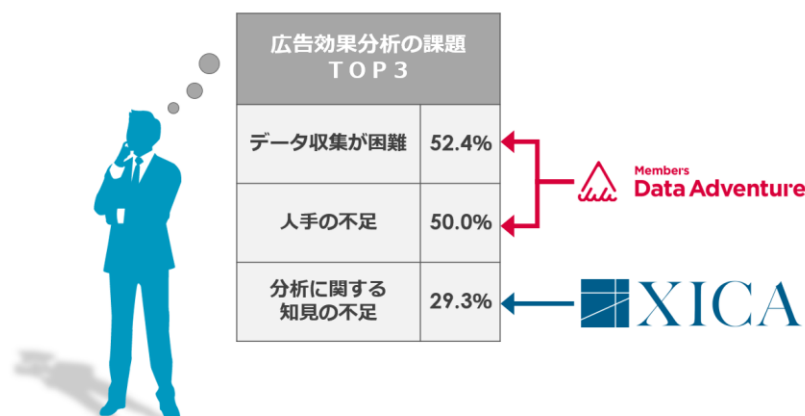 広告効果分析の課題
TOP3
データ収集が困難 52.4%
人手の不足 50.0%
分析に関する
知見の不足
29.3%
Members
Data Adventure
XICA